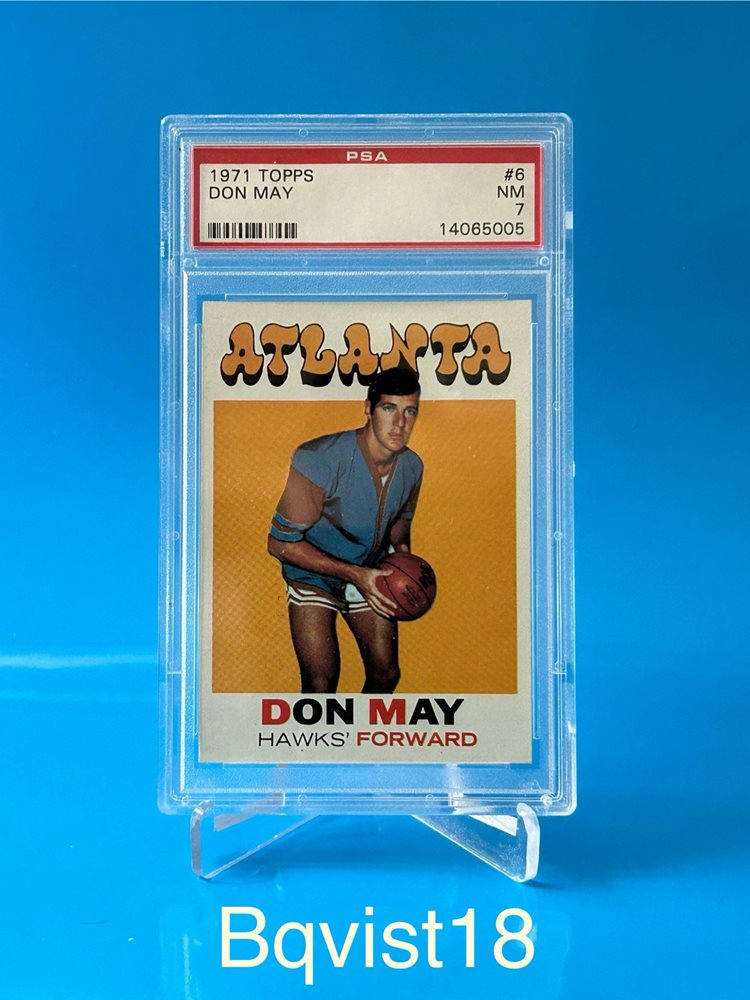 PSA
1971 TOPPS #6
DON MAY NM
7
14065005
ATLANTA
DON MAY
HAWKS' FORWARD
Bqvist18